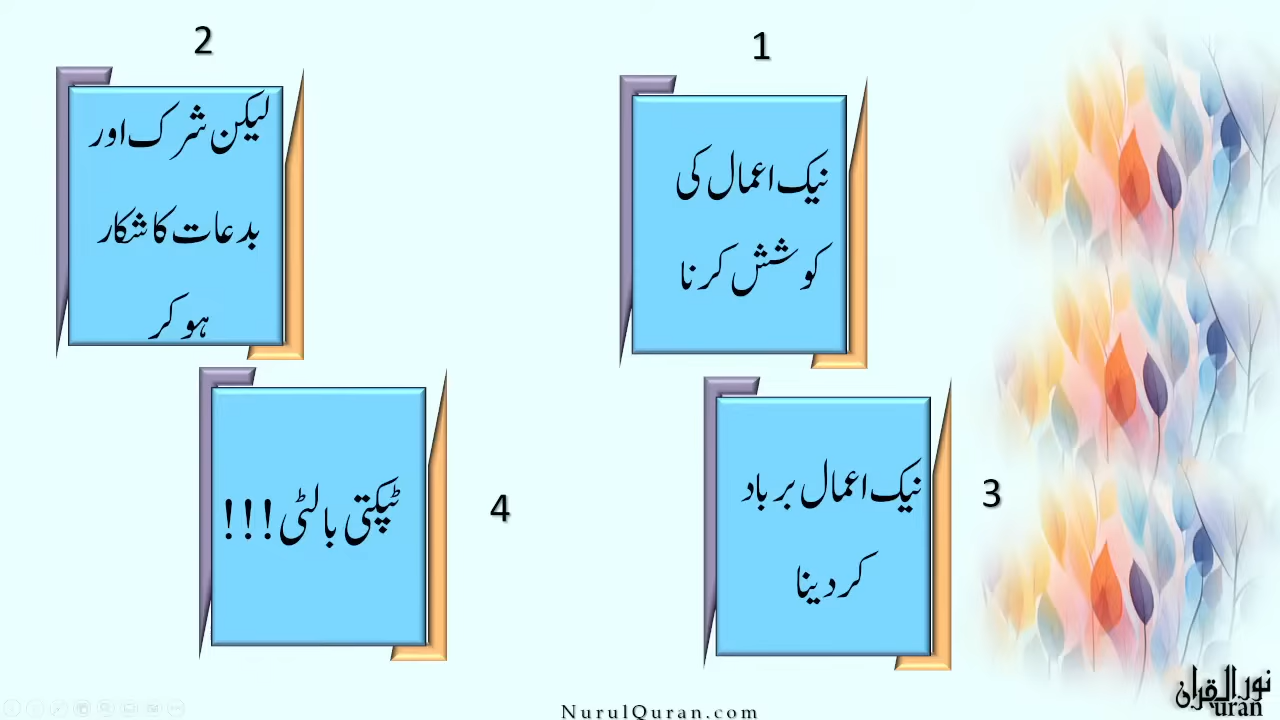 1
نیک اعمال کی
کوشش کرنا
2
لیکن شرک اور
بدعات کا شکار
ہو کر
3
نیک اعمال برباد
کر دینا
4
ٹپکتی بالٹی!!!
نور القرآن
uran
NurulQuran.com